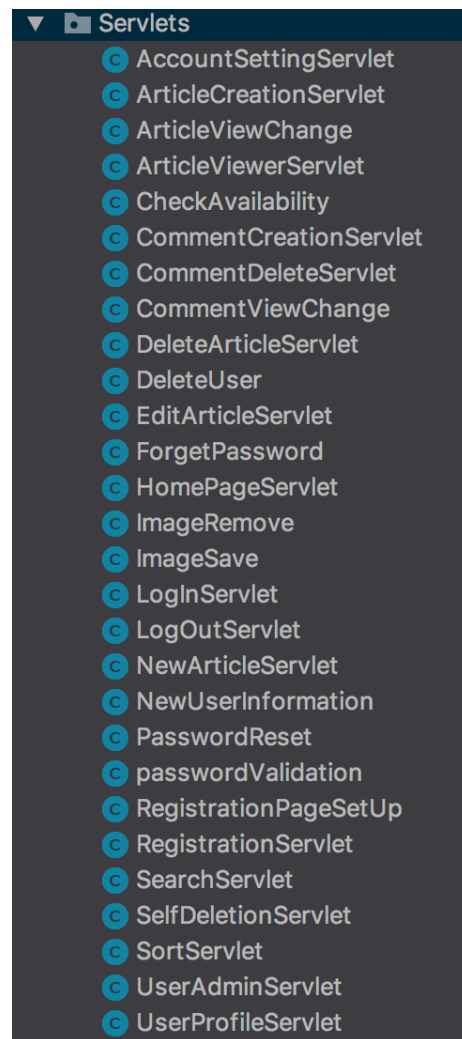 Servlets
C AccountSettingServlet
C ArticleCreationServlet
C ArticleViewChange
C ArticleViewerServlet
C CheckAvailability
C CommentCreationServlet
C CommentDeleteServlet
C CommentViewChange
C DeleteArticleServlet
C DeleteUser
C EditArticleServlet
C ForgetPassword
C HomePageServlet
C ImageRemove
C ImageSave
C LogInServlet
C LogOutServlet
C NewArticleServlet
C NewUserInformation
C PasswordReset
C passwordValidation
C RegistrationPageSetUp
C RegistrationServlet
C SearchServlet
C SelfDeletionServlet
C SortServlet
C UserAdminServlet
C UserProfileServlet